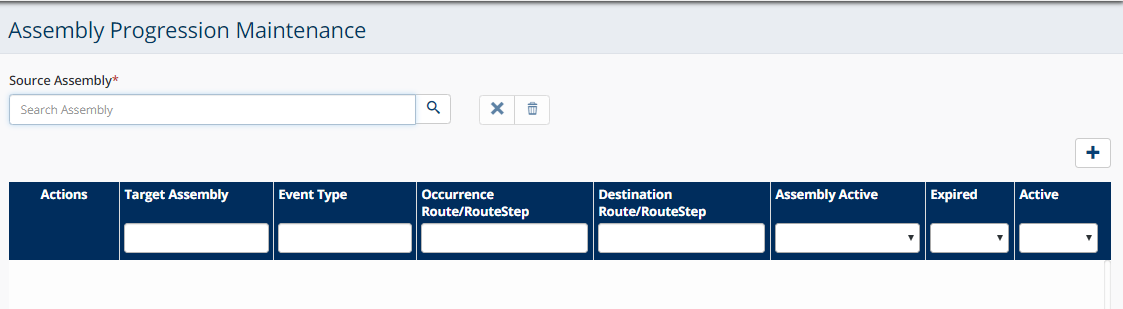 Assembly Progression Maintenance
Source Assembly*
Search Assembly
Actions Target Assembly Event Type Occurrence Destination Assembly Active Expired Active
Route/RouteStep Route/RouteStep